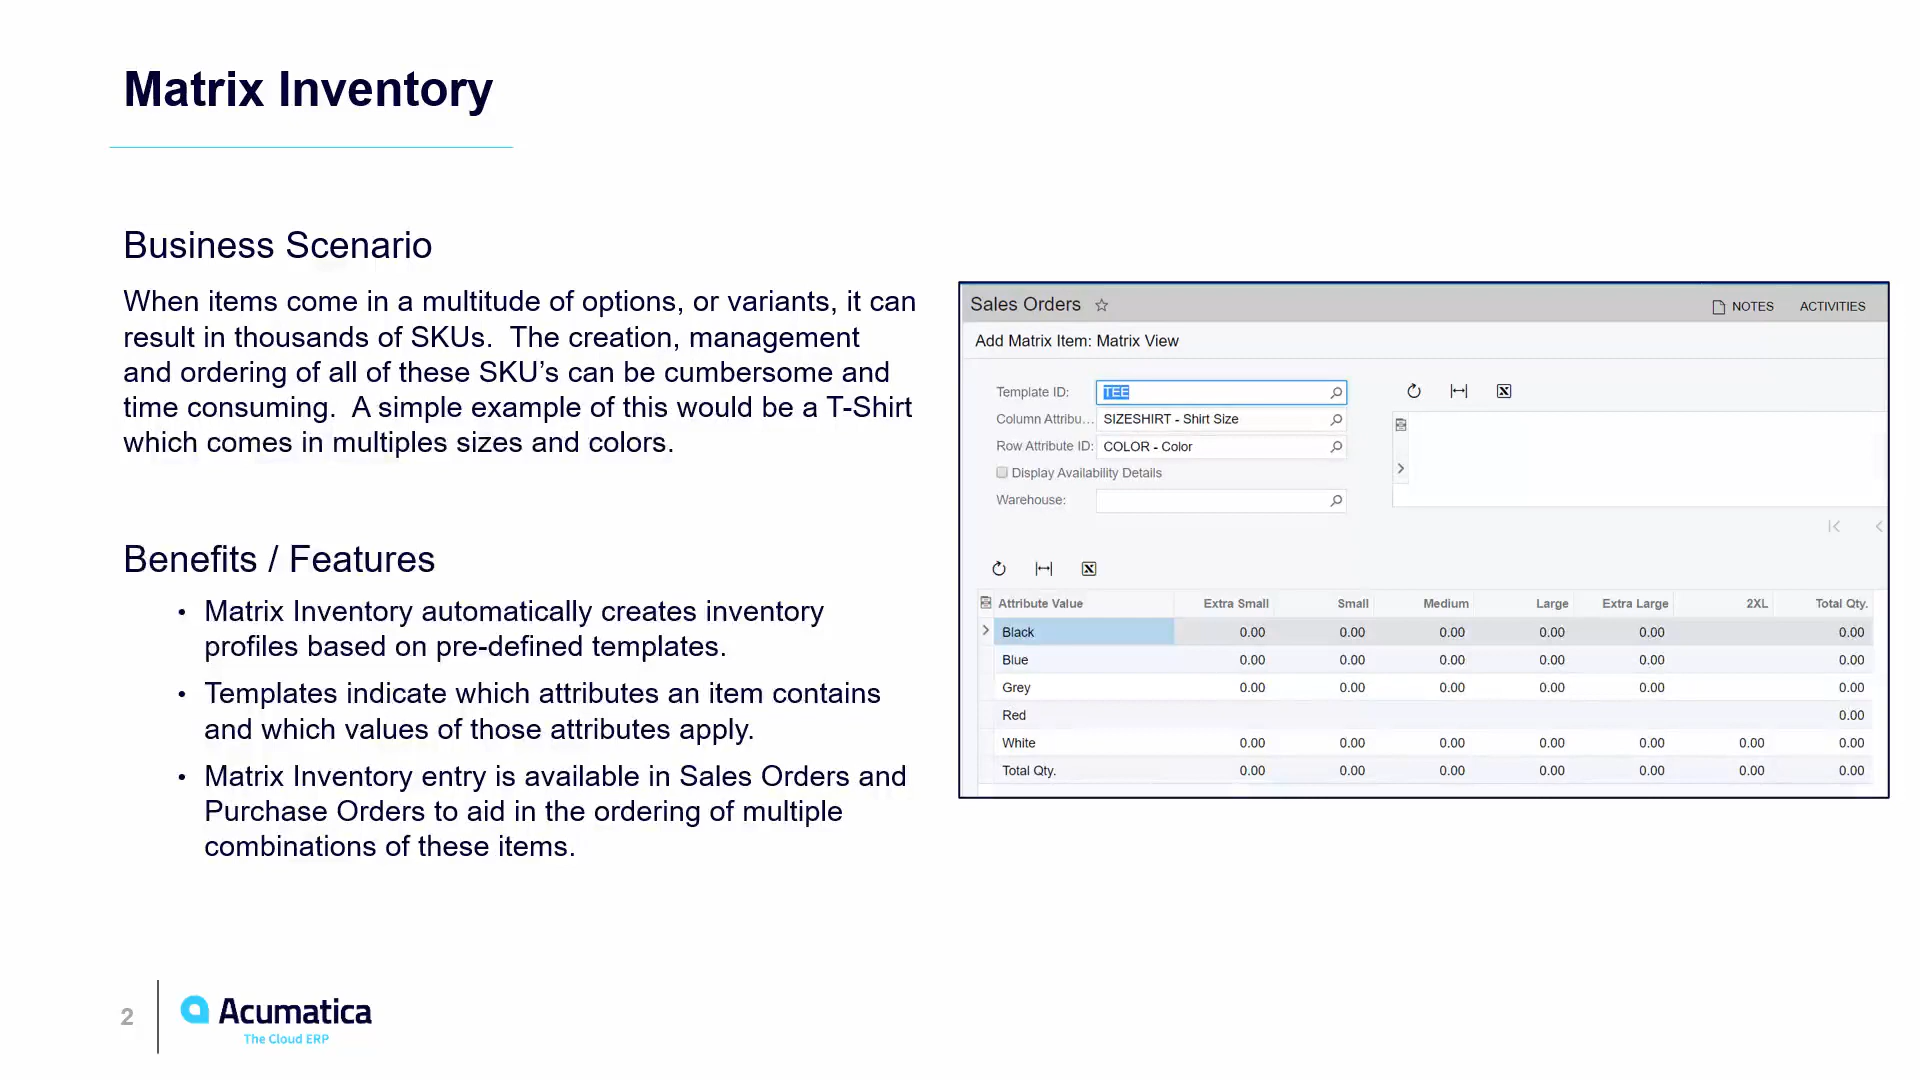 Matrix Inventory
Business Scenario
When items come in a multitude of options, or variants, it can
result in thousands of SKUs.  The creation, management
and ordering of all of these SKU’s can be cumbersome and
time consuming.  A simple example of this would be a T-Shirt
which comes in multiples sizes and colors.
Benefits / Features
• Matrix Inventory automatically creates inventory
profiles based on pre-defined templates.
• Templates indicate which attributes an item contains
and which values of those attributes apply.
• Matrix Inventory entry is available in Sales Orders and
Purchase Orders to aid in the ordering of multiple
combinations of these items.
Sales Orders NOTES ACTIVITIES
Add Matrix Item: Matrix View
Template ID: TEE
Column Attribu... SIZESHIRT - Shirt Size
Row Attribute ID: COLOR - Color
Display Availability Details
Warehouse:
Attribute Value Extra Small Small Medium Large Extra Large 2XL Total Qty.
Black 0.00 0.00 0.00 0.00 0.00 0.00
Blue 0.00 0.00 0.00 0.00 0.00 0.00
Grey 0.00 0.00 0.00 0.00 0.00 0.00
Red 0.00
White 0.00 0.00 0.00 0.00 0.00 0.00 0.00
Total Qty. 0.00 0.00 0.00 0.00 0.00 0.00 0.00
2
Acumatica
The Cloud ERP